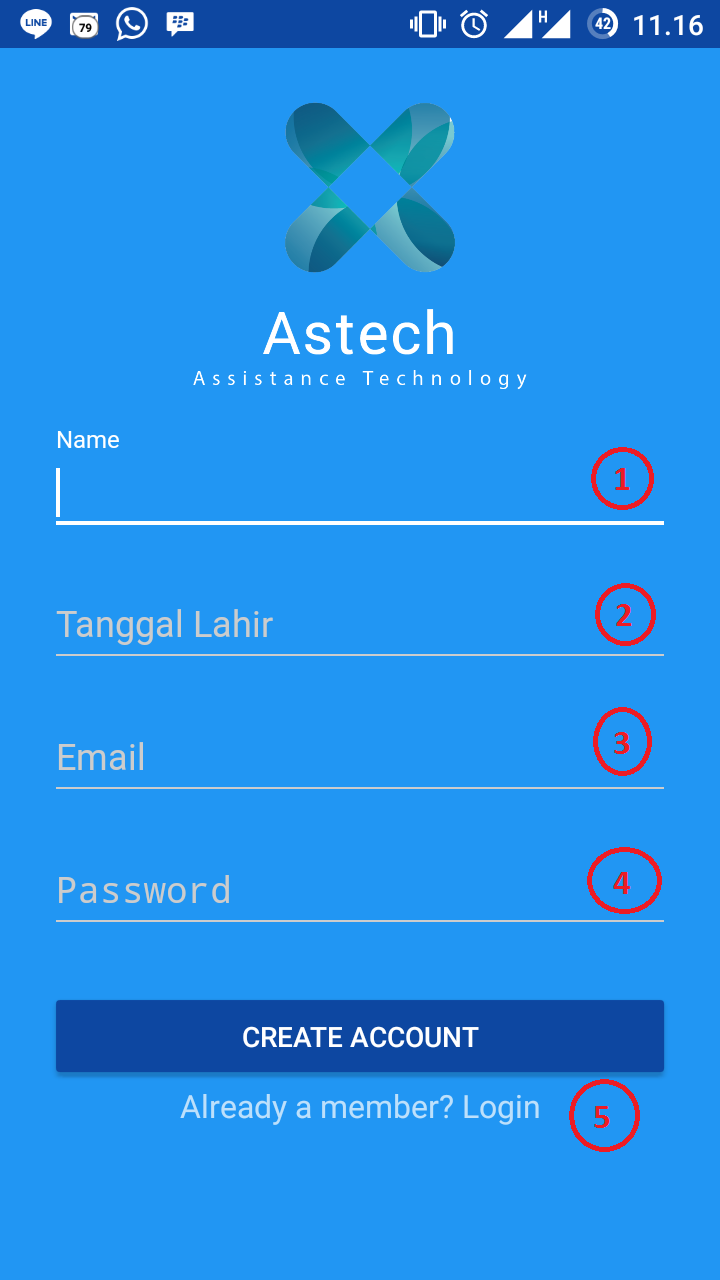 LINE 79 H 42 11.16
Astech
Assistance Technology
Name
1
Tanggal Lahir
2
Email
3
Password
4
CREATE ACCOUNT
Already a member? Login
5